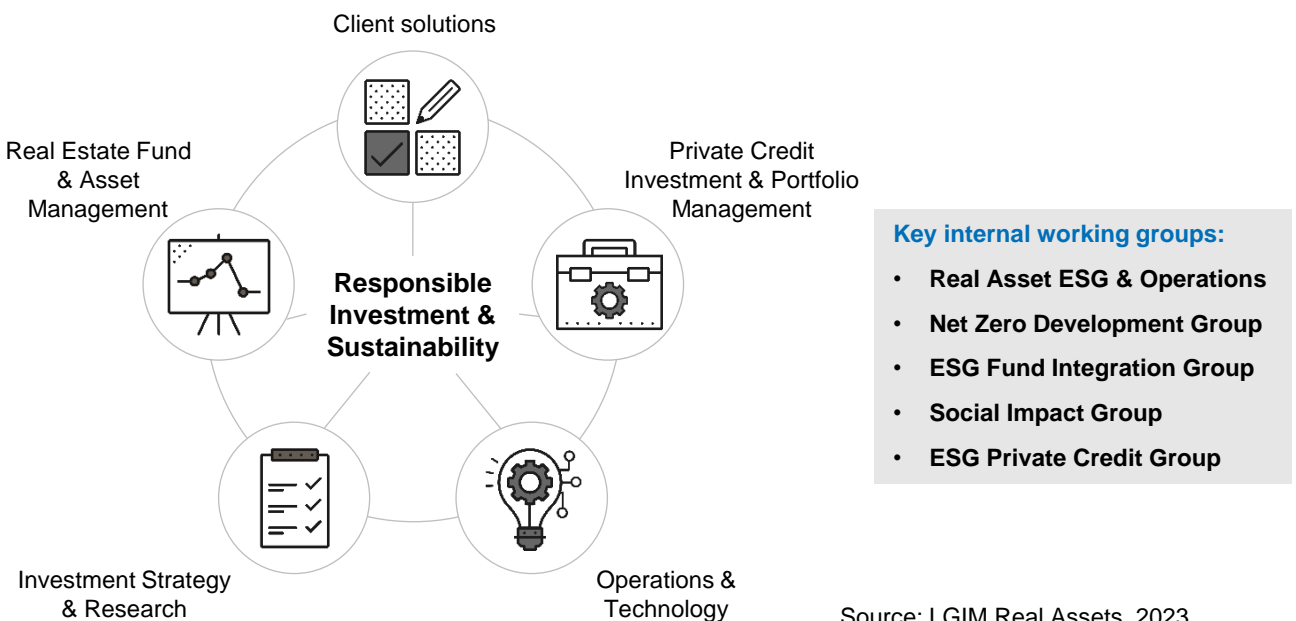 Client solutions
Real Estate Fund
& Asset
Management
Private Credit
Investment & Portfolio
Management
Responsible
Investment &
Sustainability
Investment Strategy
& Research
Operations &
Technology
Key internal working groups:
• Real Asset ESG & Operations
• Net Zero Development Group
• ESG Fund Integration Group
• Social Impact Group
• ESG Private Credit Group
Source: LGIM Real Assets, 2023